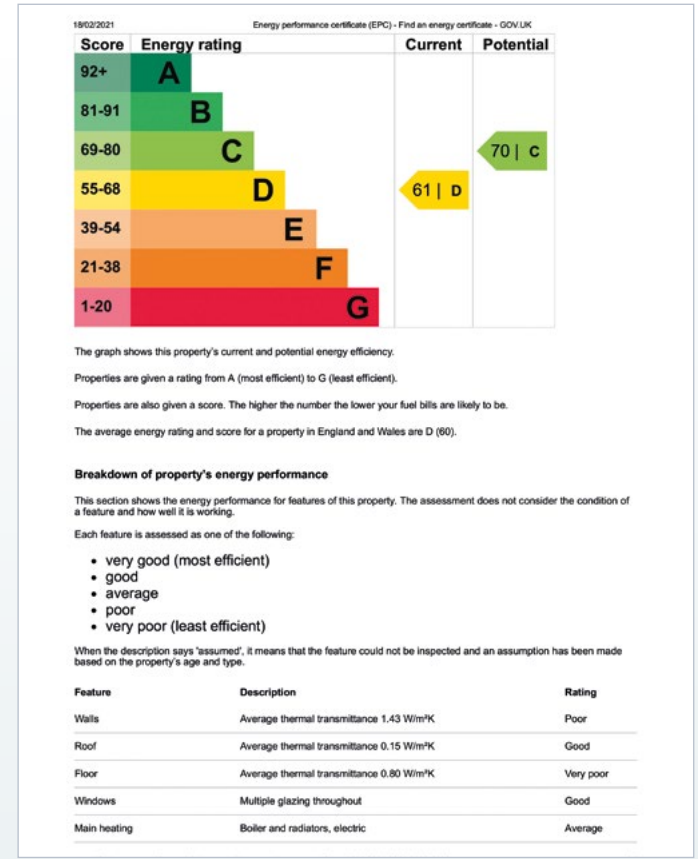 18/02/2021 Energy performance certificate (EPC) - Find an energy certificate - GOV.UK
Score Energy rating Current Potential
92+ A
81-91 B
69-80 C 70 | C
55-68 D 61 | D
39-54 E
21-38 F
1-20 G
The graph shows this property's current and potential energy efficiency.
Properties are given a rating from A (most efficient) to G (least efficient).
Properties are also given a score. The higher the number the lower your fuel bills are likely to be.
The average energy rating and score for a property in England and Wales are D (60).
Breakdown of property's energy performance
This section shows the energy performance for features of this property. The assessment does not consider the condition of
a feature and how well it is working.
Each feature is assessed as one of the following:
• very good (most efficient)
• good
• average
• poor
• very poor (least efficient)
When the description says 'assumed', it means that the feature could not be inspected and an assumption has been made
based on the property's age and type.
Feature Description Rating
Walls Average thermal transmittance 1.43 W/m²K Poor
Roof Average thermal transmittance 0.15 W/m²K Good
Floor Average thermal transmittance 0.80 W/m²K Very poor
Windows Multiple glazing throughout Good
Main heating Boiler and radiators, electric Average